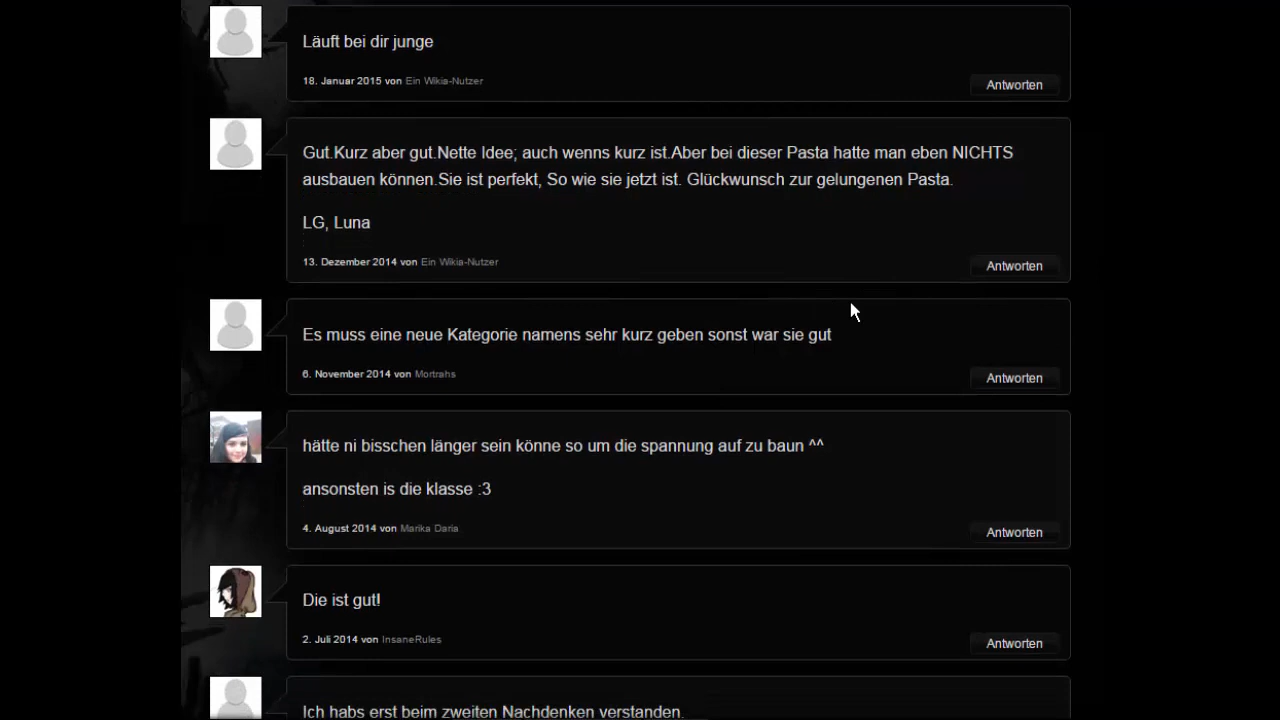 Läuft bei dir junge
18. Januar 2015 von Ein Wikia-Nutzer
Antworten
Gut.Kurz aber gut.Nette Idee; auch wenns kurz ist.Aber bei dieser Pasta hatte man eben NICHTS
ausbauen können.Sie ist perfekt, So wie sie jetzt ist. Glückwunsch zur gelungenen Pasta.
LG, Luna
13. Dezember 2014 von Ein Wikia-Nutzer
Antworten
Es muss eine neue Kategorie namens sehr kurz geben sonst war sie gut
6. November 2014 von Mortrahs
Antworten
hätte ni bisschen länger sein könne so um die spannung auf zu baun ^^
ansonsten is die klasse :3
4. August 2014 von Marika Daria
Antworten
Die ist gut!
2. Juli 2014 von InsaneRules
Antworten
Ich habs erst beim zweiten Nachdenken verstanden.